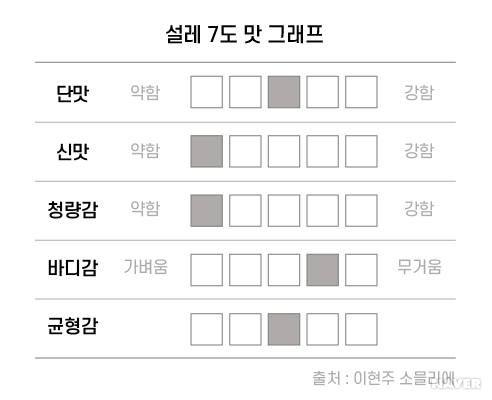 설레 7도 맛 그래프
단맛 약함 강함
신맛 약함 강함
청량감 약함 강함
바디감 가벼움 무거움
균형감
출처 : 이현주 소믈리에
NAVER